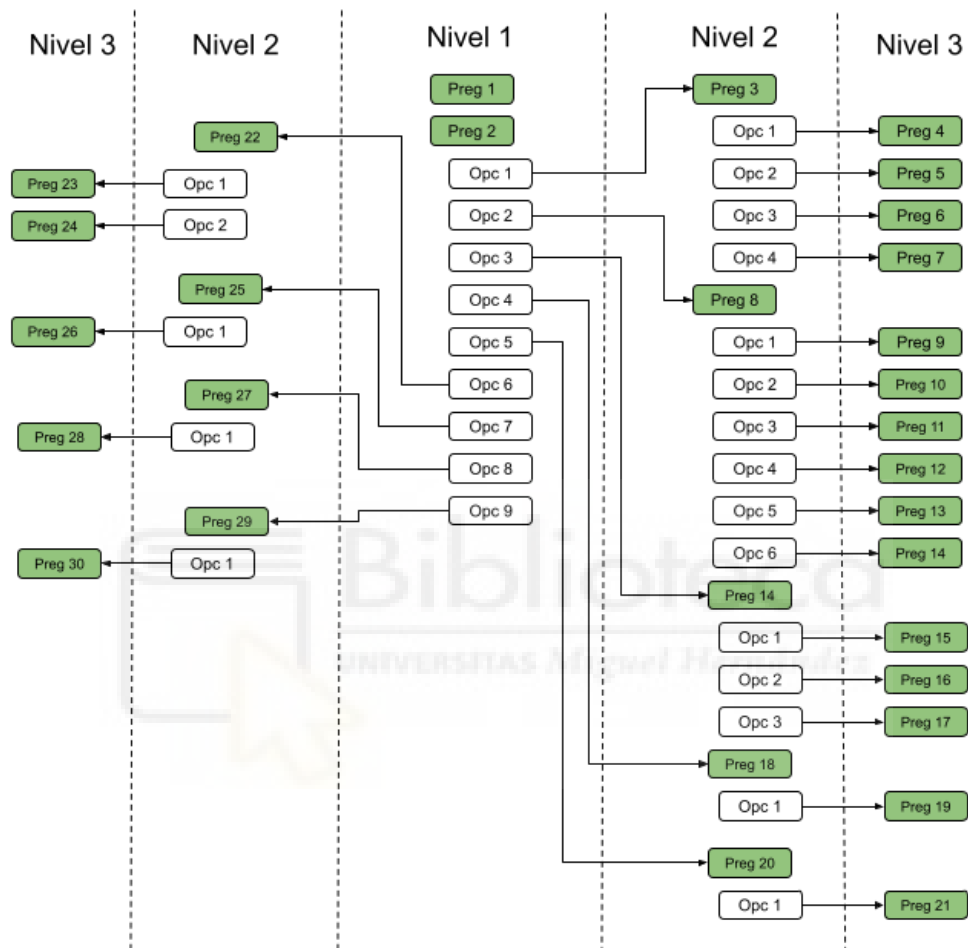 Nivel 3
Nivel 2
Nivel 1
Nivel 2
Nivel 3
Preg 1
Preg 3
Preg 22
Preg 2
Opc 1
Preg 4
Preg 23
Opc 1
Opc 1
Opc 2
Preg 5
Preg 24
Opc 2
Opc 2
Opc 3
Preg 6
Opc 3
Opc 4
Preg 7
Preg 25
Opc 4
Preg 8
Preg 26
Opc 1
Opc 5
Opc 1
Preg 9
Preg 27
Opc 6
Opc 2
Preg 10
Preg 28
Opc 1
Opc 7
Opc 3
Preg 11
Opc 8
Opc 4
Preg 12
Preg 29
Opc 9
Opc 5
Preg 13
Preg 30
Opc 1
Opc 6
Preg 14
Biblioteca
Preg 14
Opc 1
Preg 15
UNIVERSITAS Miguel Hernández
Opc 2
Preg 16
Opc 3
Preg 17
Preg 18
Opc 1
Preg 19
Preg 20
Opc 1
Preg 21